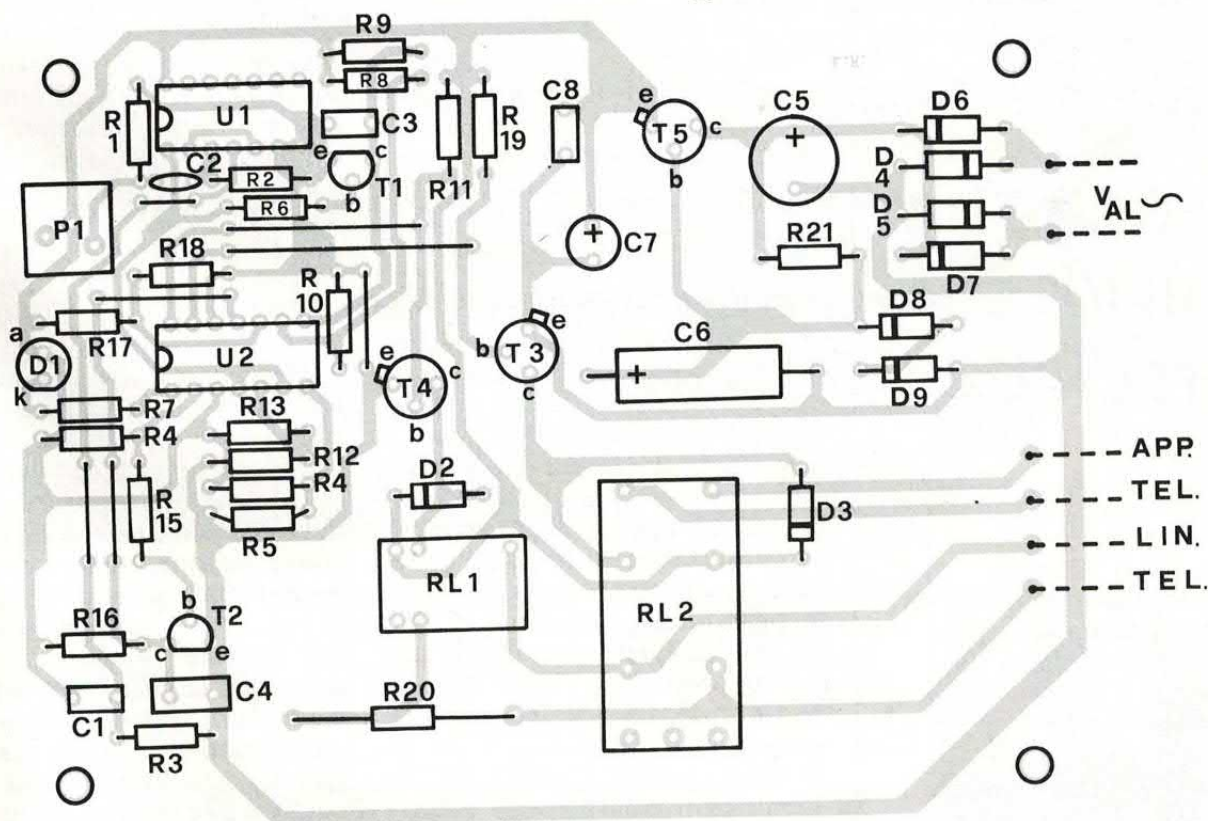 R9
R8
R
1
U1
C3
e
c
C2
R2
T1
b
R6
R11
R
19
C8
e
T5
c
b
C5
+
D6
D
4
D
5
D7
V
AL
P1
R18
+
C7
R21
R
10
a
R17
D1
k
U2
e
T4
c
b
e
b
T3
c
C6
+
D8
D9
R7
R4
R13
R12
R4
R5
R
15
D2
D3
APP.
TEL.
LIN.
TEL.
RL1
RL2
b
T2
c
e
R16
C1
C4
R3
R20